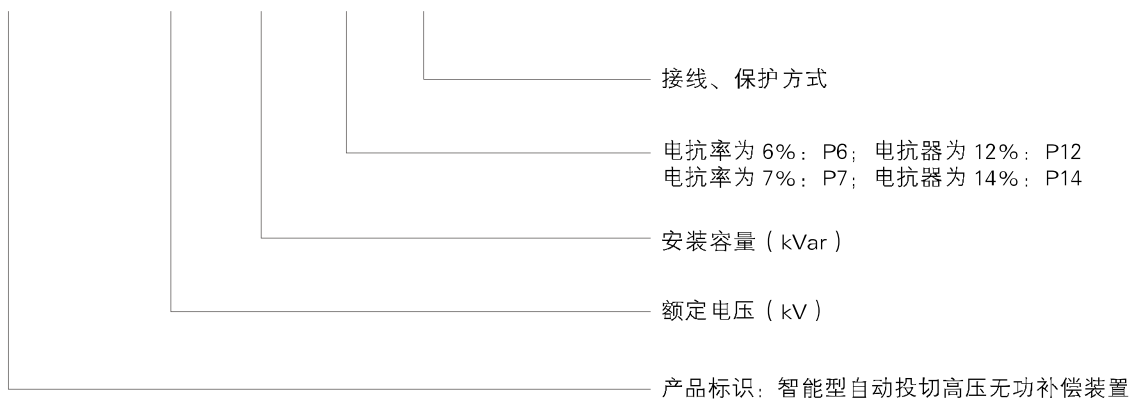 接线、保护方式
电抗率为 6%：P6；电抗器为 12%：P12
电抗率为 7%：P7；电抗器为 14%：P14
安装容量（kVar）
额定电压（kV）
产品标识：智能型自动投切高压无功补偿装置